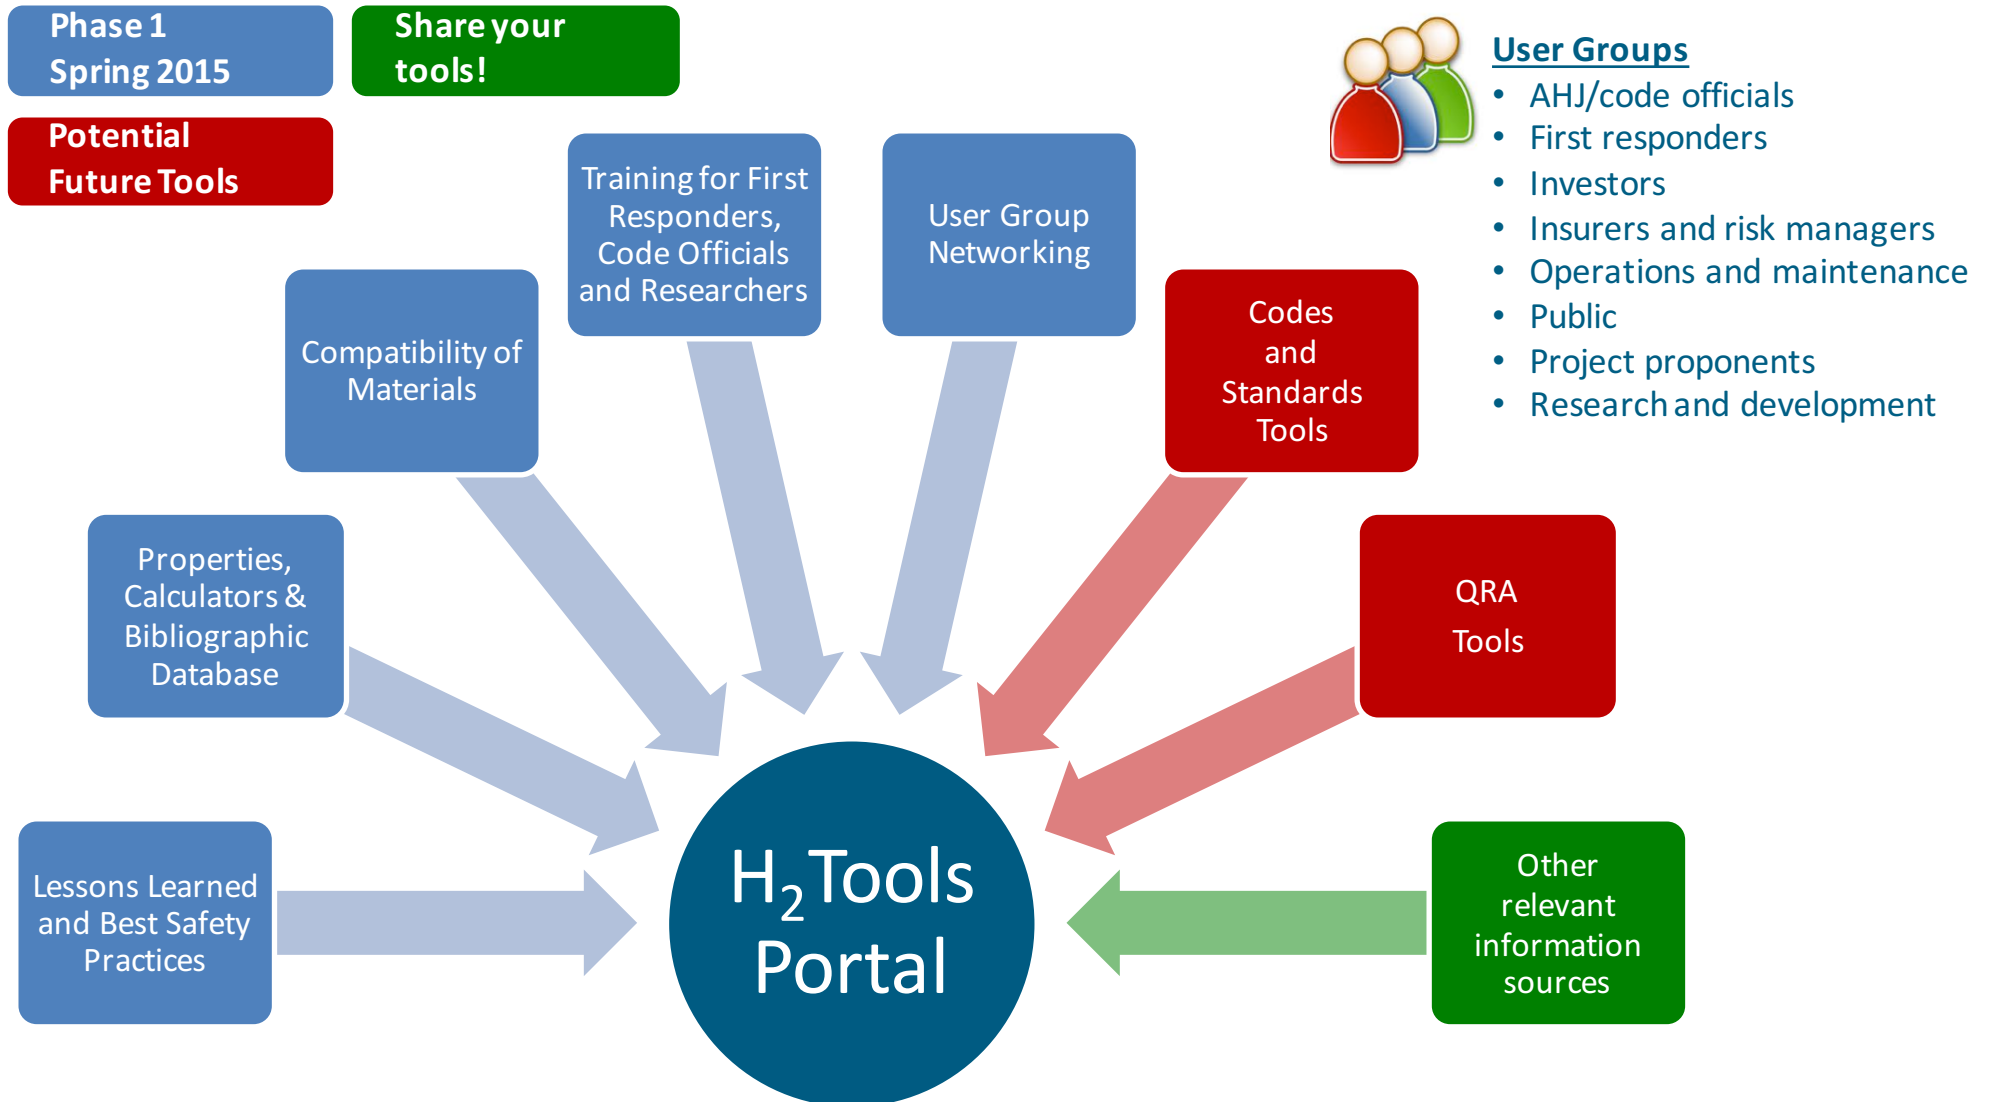 Phase 1
Spring 2015
Share your
tools!
Potential
Future Tools
User Groups
• AHJ/code officials
• First responders
• Investors
• Insurers and risk managers
• Operations and maintenance
• Public
• Project proponents
• Research and development
Training for First
Responders,
Code Officials
and Researchers
User Group
Networking
Compatibility of
Materials
Codes
and
Standards
Tools
Properties,
Calculators &
Bibliographic
Database
QRA
Tools
Lessons Learned
and Best Safety
Practices
H₂Tools
Portal
Other
relevant
information
sources